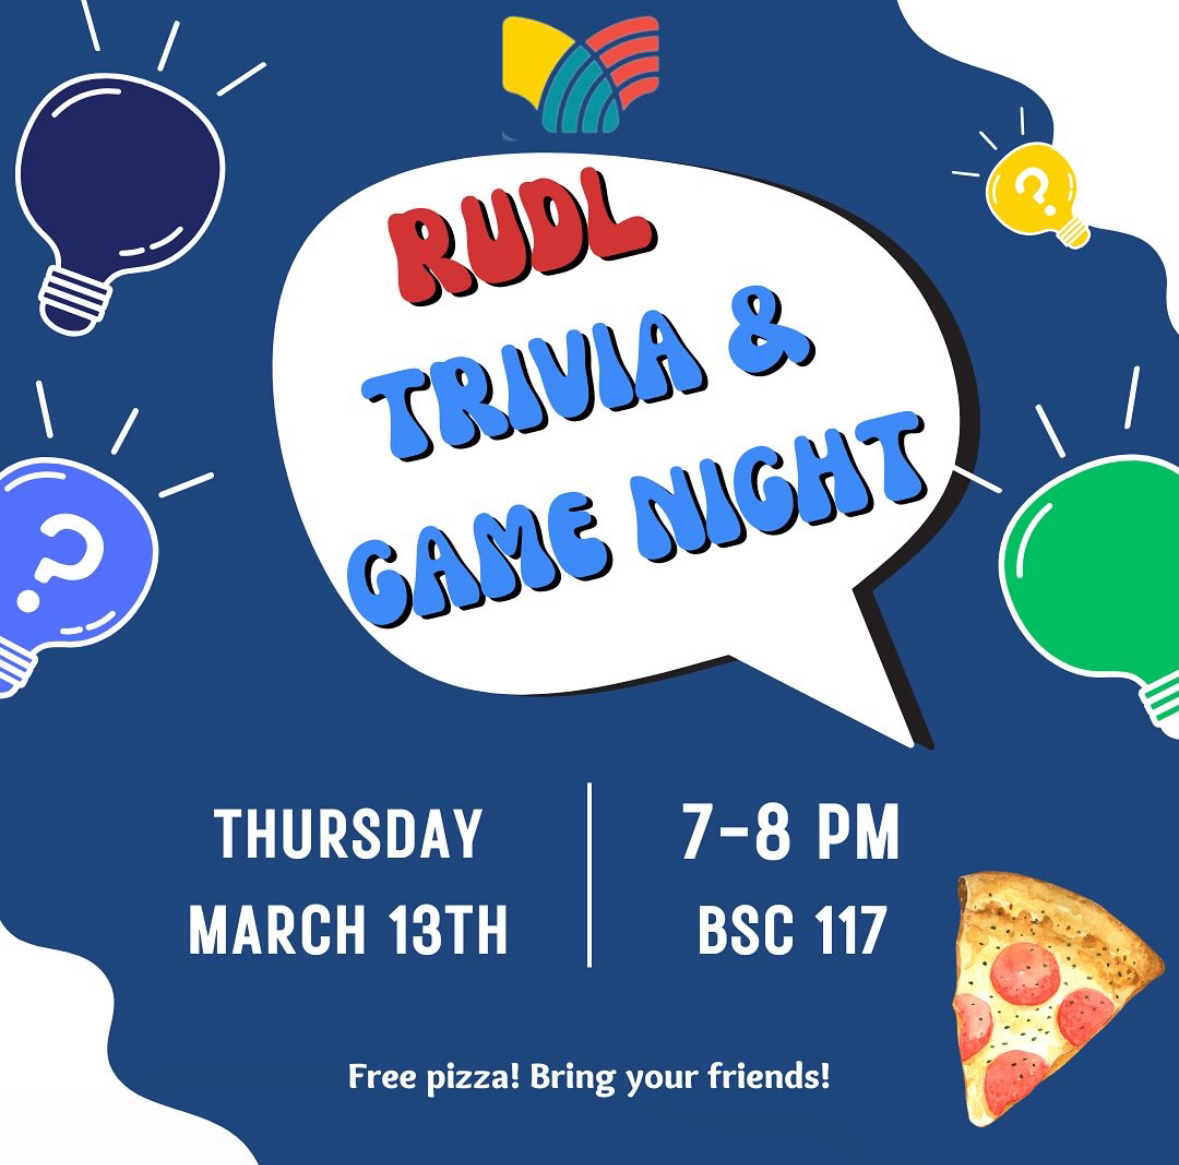 RUDL
TRIVIA &
GAME NIGHT
?
?
THURSDAY
MARCH 13TH
7-8 PM
BSC 117
Free pizza! Bring your friends!